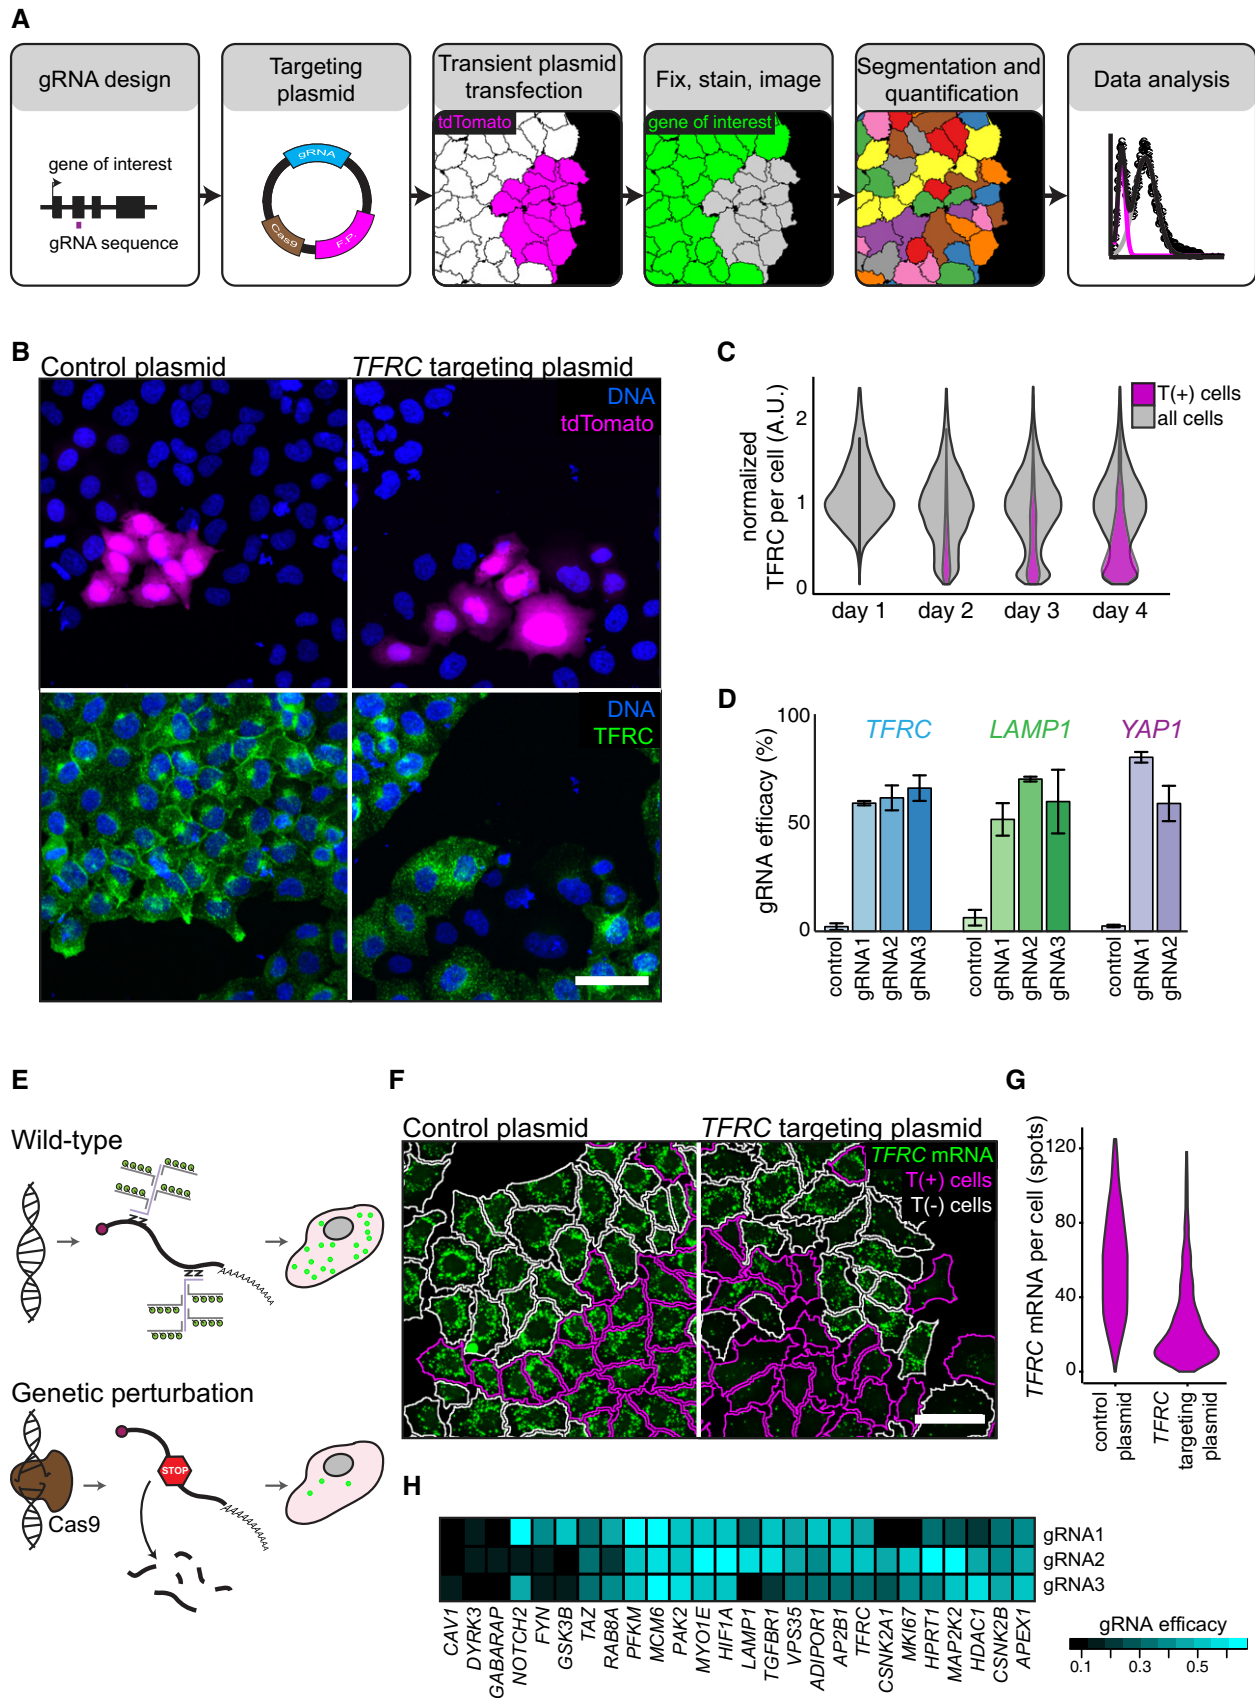 A
gRNA design
Targeting
plasmid
Transient plasmid
transfection
Fix, stain, image
Segmentation and
quantification
Data analysis
gene of interest
gRNA sequence
gRNA
Cas9
F.P.
tdTomato
gene of interest
B
Control plasmid
TFRC targeting plasmid
DNA
tdTomato
DNA
TFRC
C
normalized
TFRC per cell (A.U.)
2
1
0
T(+) cells
all cells
day 1
day 2
day 3
day 4
D
gRNA efficacy (%)
100
50
0
TFRC
LAMP1
YAP1
control
gRNA1
gRNA2
gRNA3
control
gRNA1
gRNA2
gRNA3
control
gRNA1
gRNA2
E
Wild-type
zz
zz
AAAAAAAAAAA
Genetic perturbation
STOP
AAAAAAAAAAA
Cas9
F
Control plasmid
TFRC targeting plasmid
TFRC mRNA
T(+) cells
T(-) cells
G
TFRC mRNA per cell (spots)
120
80
40
0
control
plasmid
TFRC
targeting
plasmid
H
gRNA1
gRNA2
gRNA3
CAV1
DYRK3
GABARAP
NOTCH2
FYN
GSK3B
TAZ
RAB8A
PFKM
MCM6
PAK2
MYO1E
HIF1A
LAMP1
TGFBR1
VPS35
ADIPOR1
AP2B1
TFRC
CSNK2A1
MKI67
HPRT1
MAP2K2
HDAC1
CSNK2B
APEX1
gRNA efficacy
0.1
0.3
0.5